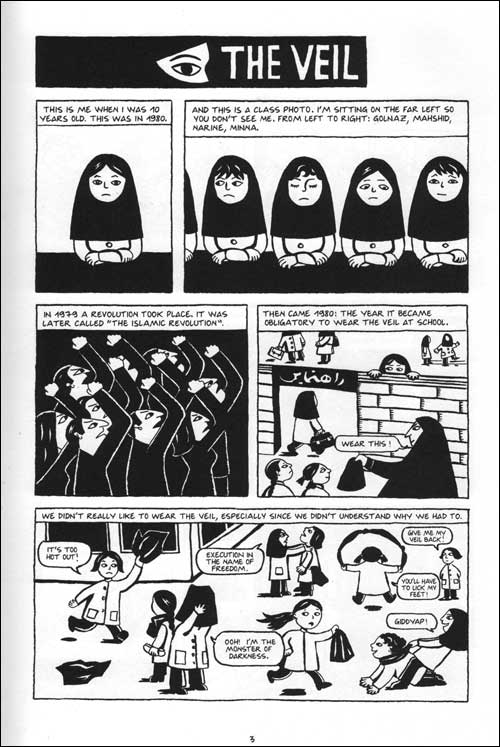 THE VEIL
THIS IS ME WHEN I WAS 10
YEARS OLD. THIS WAS IN 1980.
AND THIS IS A CLASS PHOTO. I'M SITTING ON THE FAR LEFT SO
YOU DON'T SEE ME. FROM LEFT TO RIGHT: GOLNAZ, MAHSHID,
NARINE, MINNA.
IN 1979 A REVOLUTION TOOK PLACE. IT WAS
LATER CALLED "THE ISLAMIC REVOLUTION".
THEN CAME 1980: THE YEAR IT BECAME
OBLIGATORY TO WEAR THE VEIL AT SCHOOL.
WEAR THIS!
WE DIDN'T REALLY LIKE TO WEAR THE VEIL, ESPECIALLY SINCE WE DIDN'T UNDERSTAND WHY WE HAD TO.
IT'S TOO
HOT OUT!
EXECUTION IN
THE NAME OF
FREEDOM.
GIVE ME MY
VEIL BACK!
YOU'LL HAVE
TO LICK MY
FEET!
OOH! I'M THE
MONSTER OF
DARKNESS.
GIDDYAP!
3